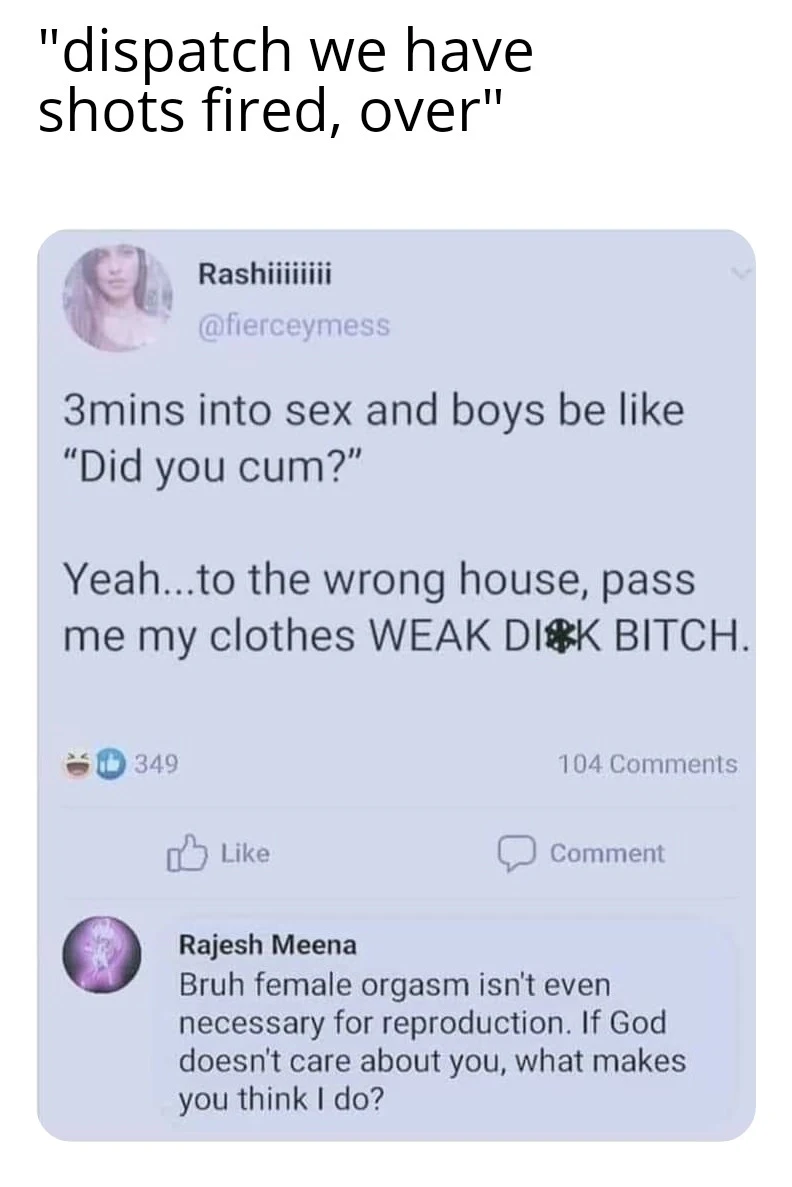 "dispatch we have
shots fired, over"
Rashiiiiiiiii
@fierceymess
3mins into sex and boys be like
“Did you cum?”
Yeah...to the wrong house, pass
me my clothes WEAK DI*K BITCH.
349
104 Comments
Like
Comment
Rajesh Meena
Bruh female orgasm isn't even
necessary for reproduction. If God
doesn't care about you, what makes
you think I do?